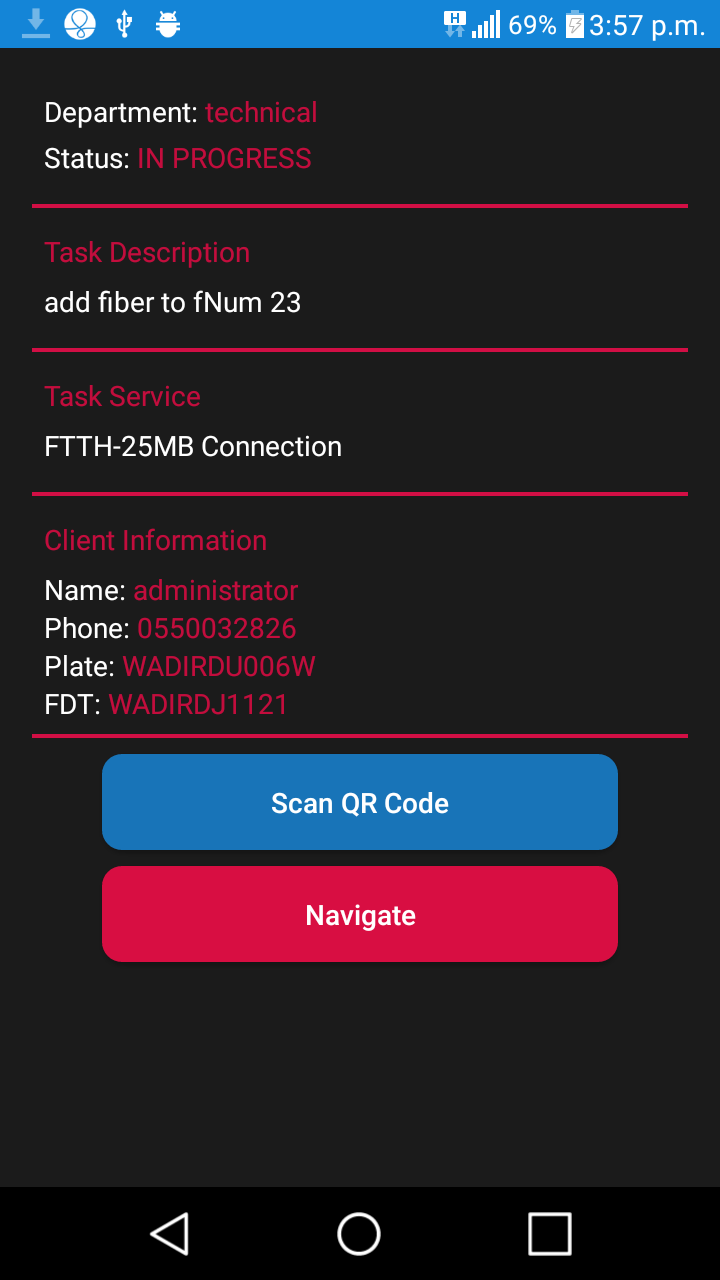 H 69% 3:57 p.m.
Department: technical
Status: IN PROGRESS
Task Description
add fiber to fNum 23
Task Service
FTTH-25MB Connection
Client Information
Name: administrator
Phone: 0550032826
Plate: WADIRDU006W
FDT: WADIRDJ1121
Scan QR Code
Navigate